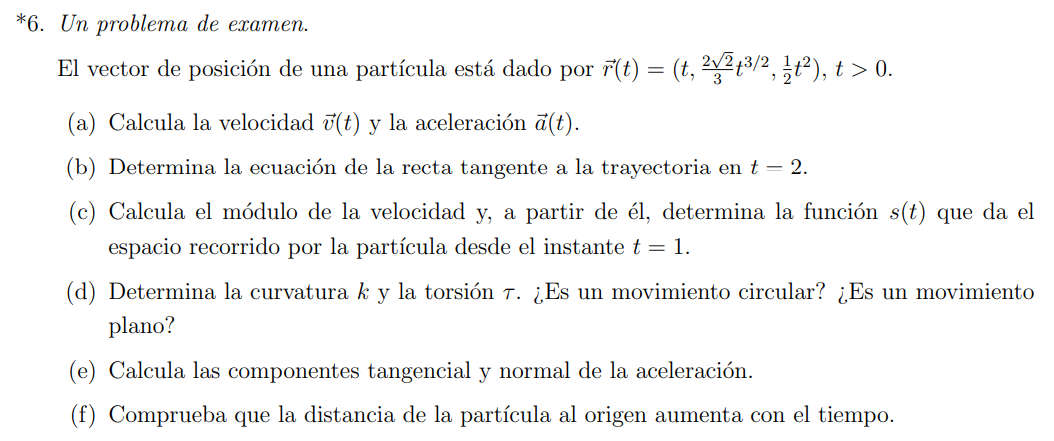 *6. Un problema de examen.
El vector de posición de una partícula está dado por $\vec{r}(t) = (t, \frac{2\sqrt{2}}{3}t^{3/2}, \frac{1}{2}t^2)$, $t > 0$.
(a) Calcula la velocidad $\vec{v}(t)$ y la aceleración $\vec{a}(t)$.
(b) Determina la ecuación de la recta tangente a la trayectoria en $t = 2$.
(c) Calcula el módulo de la velocidad y, a partir de él, determina la función $s(t)$ que da el
espacio recorrido por la partícula desde el instante $t = 1$.
(d) Determina la curvatura $k$ y la torsión $\tau$. ¿Es un movimiento circular? ¿Es un movimiento
plano?
(e) Calcula las componentes tangencial y normal de la aceleración.
(f) Comprueba que la distancia de la partícula al origen aumenta con el tiempo.